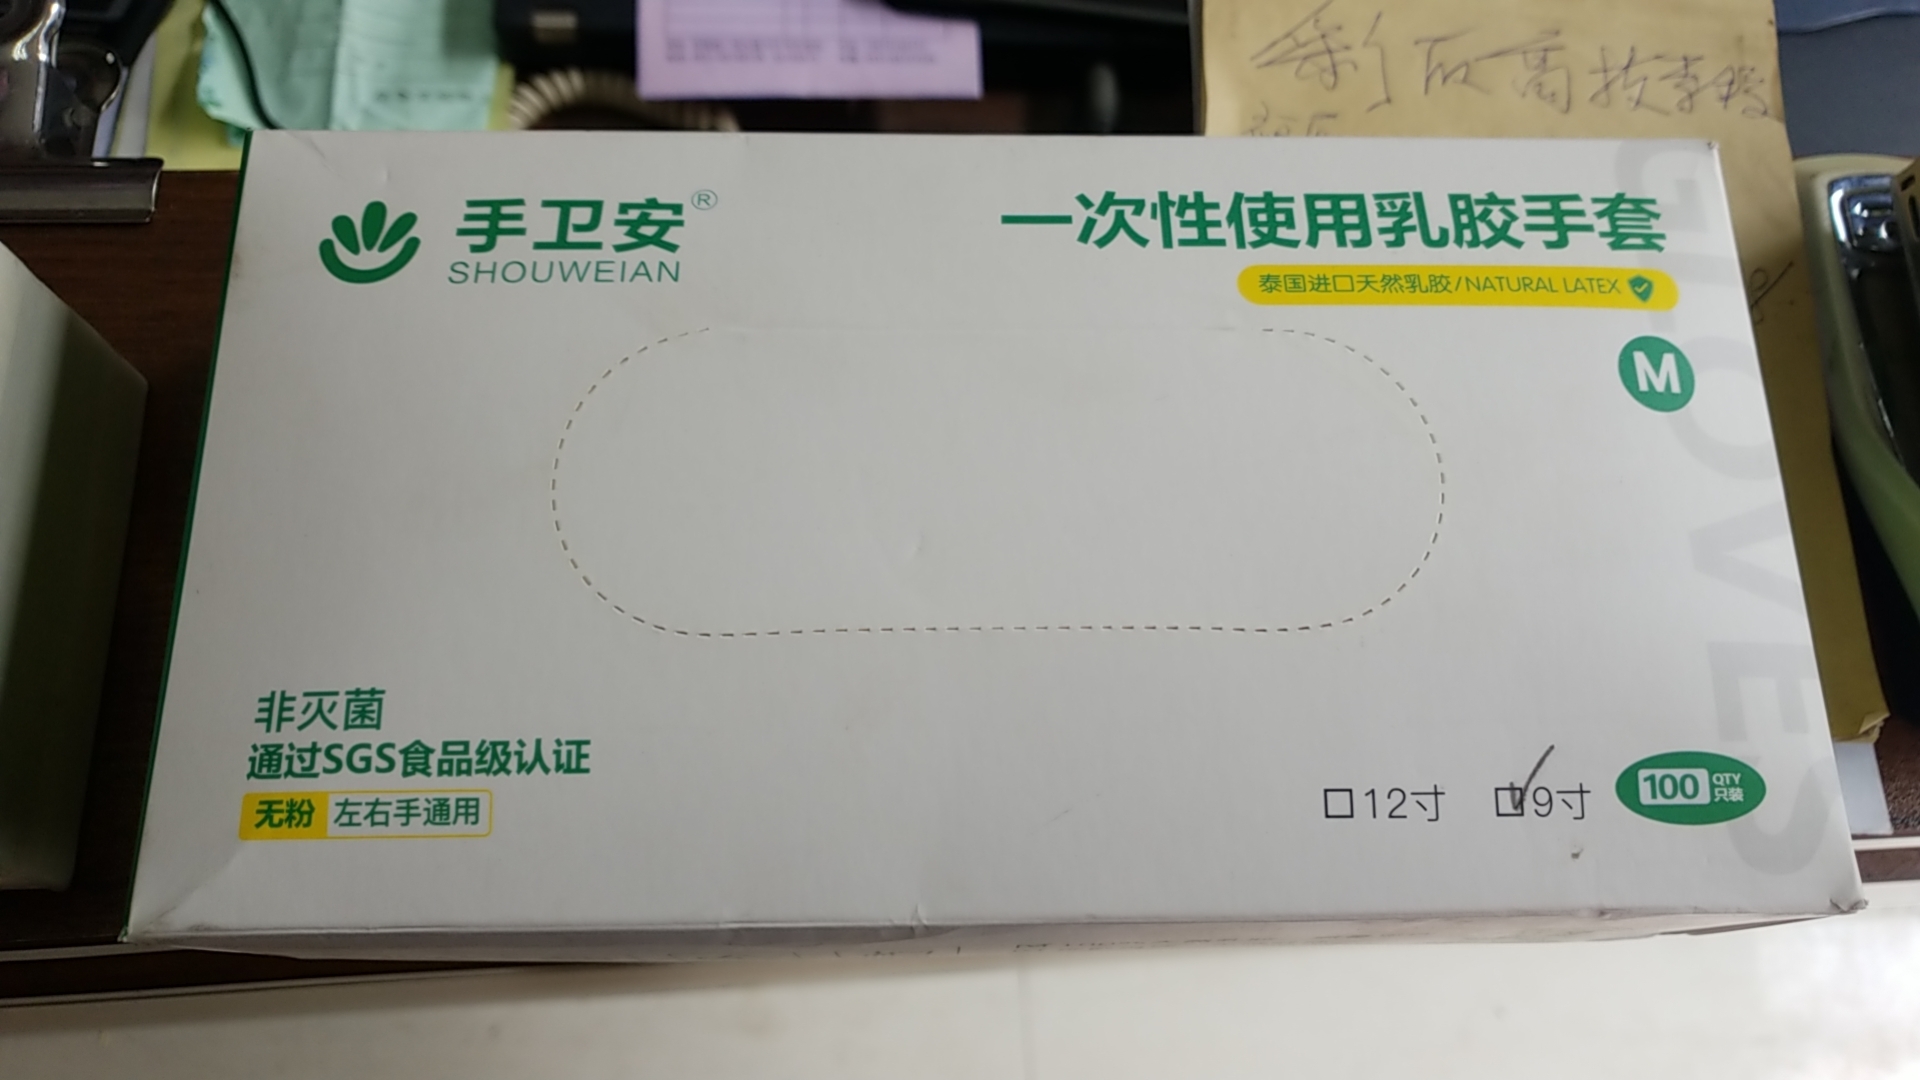 手卫安®
SHOUWEIAN
一次性使用乳胶手套
泰国进口天然乳胶/NATURAL LATEX
M
GLOVES
非灭菌
通过SGS食品级认证
无粉 左右手通用
□12寸 □9寸
100 QTY
只装